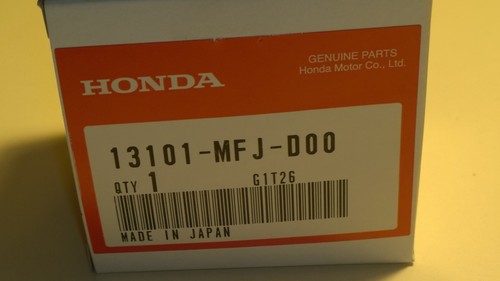 GENUINE PARTS
Honda Motor Co., Ltd.
HONDA
13101-MFJ-D00
QTY 1 G1T26
MADE IN JAPAN